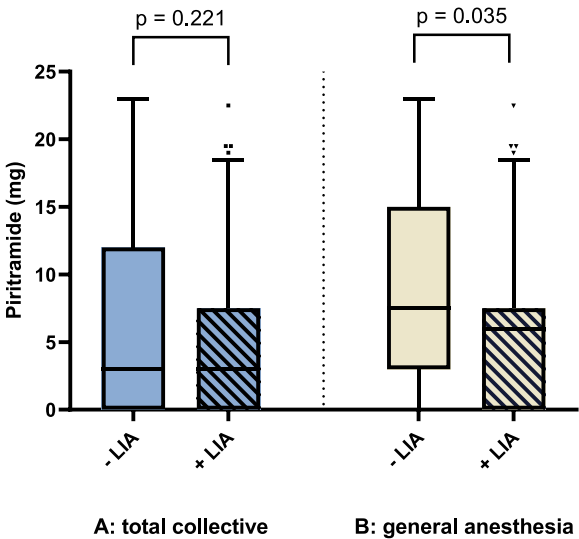 p = 0.221
p = 0.035
Piritramide (mg)
25
20
15
10
5
0
- LIA
+ LIA
- LIA
+ LIA
A: total collective
B: general anesthesia